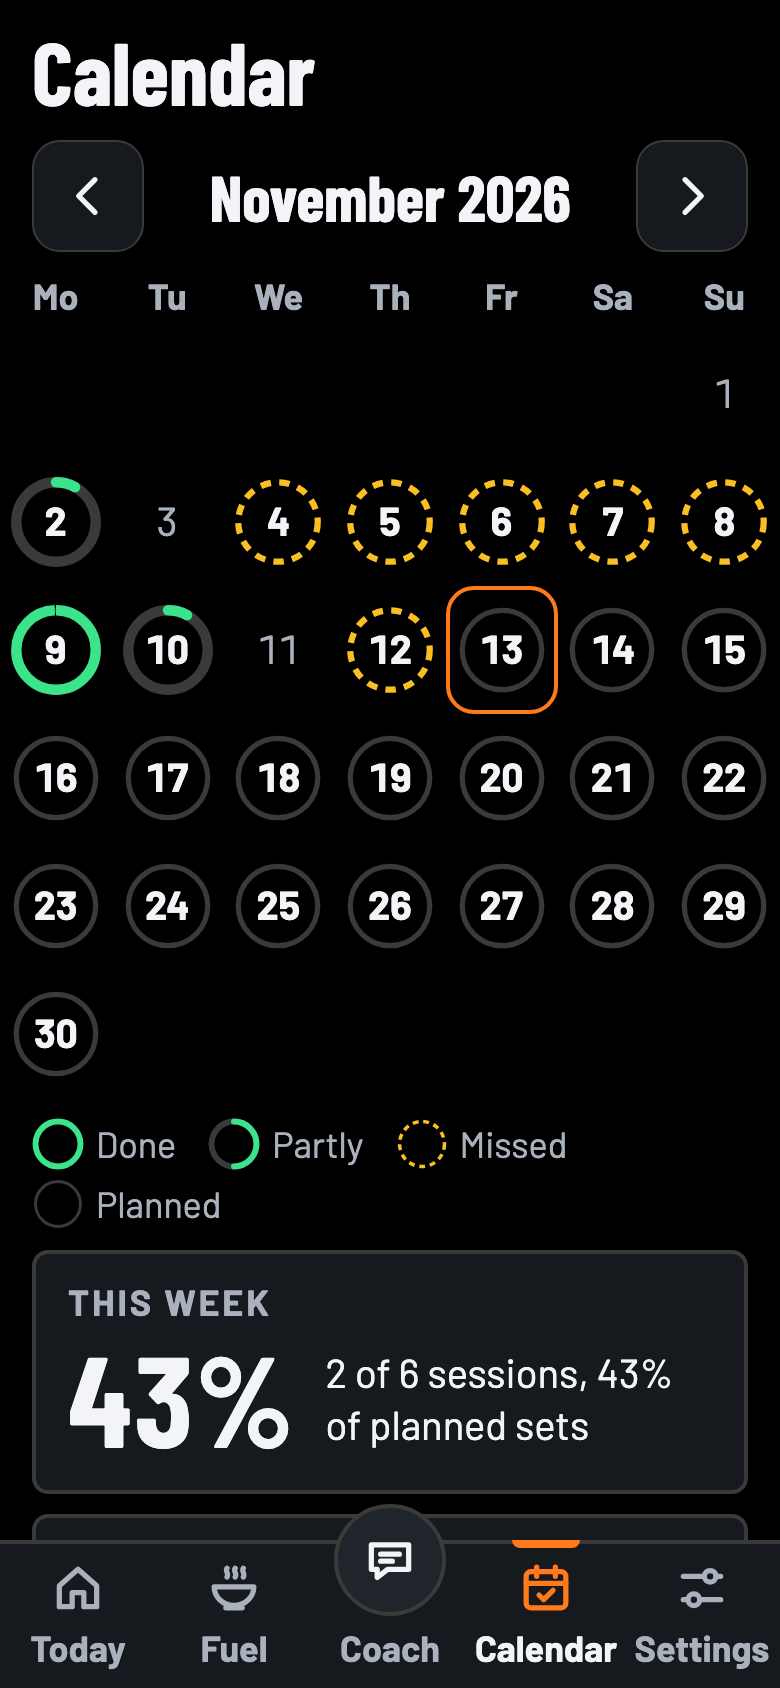 Calendar
November 2026
Mo Tu We Th Fr Sa Su
1
2 3 4 5 6 7 8
9 10 11 12 13 14 15
16 17 18 19 20 21 22
23 24 25 26 27 28 29
30
Done Partly Missed
Planned
THIS WEEK
43%
2 of 6 sessions, 43%
of planned sets
Today Fuel Coach Calendar Settings